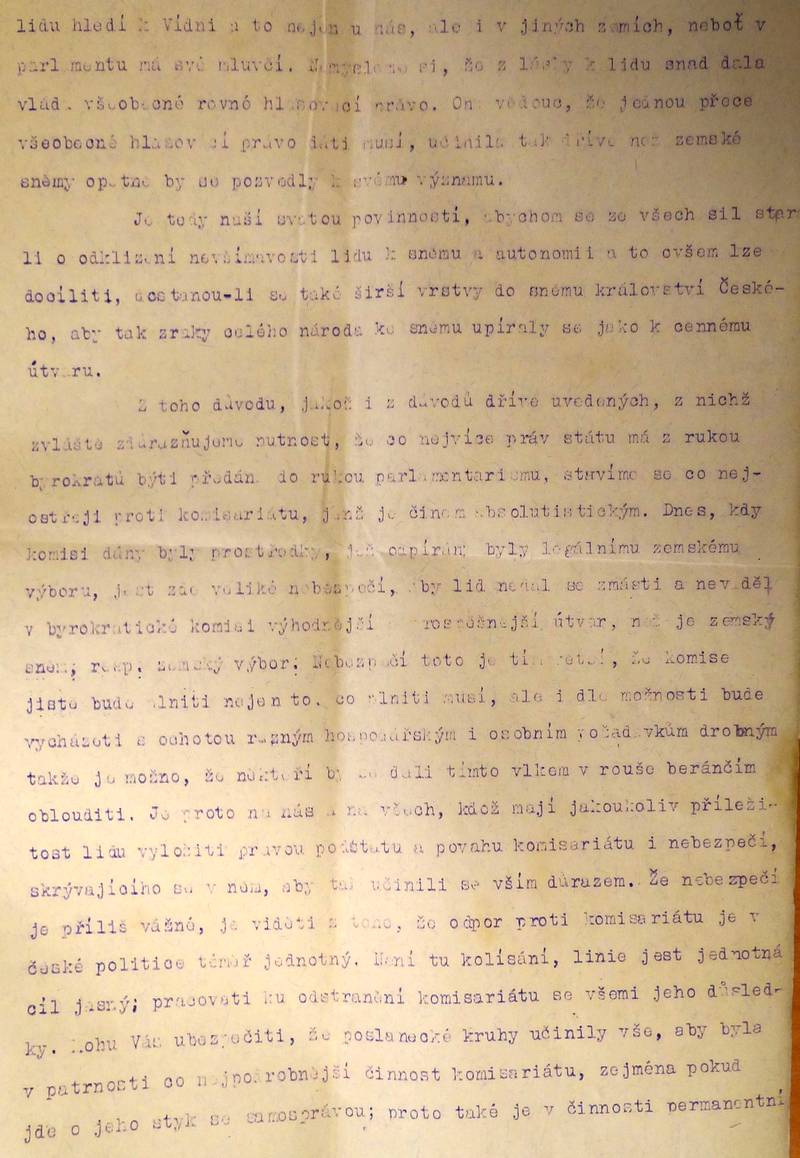 lidu hledí k Vídni a to nejen u nás, ale i v jiných zemích, neboť v
parlamentu má své mluvčí. Nemysleme si, že z lásky k lidu snad dala
vláda všeobecné rovné hlasovací právo. Ona vědouc, že jednou přece
všeobecné hlasovací právo dáti musí, učinila tak dříve než zemské
sněmy opětně by se pozvedly k svému významu.
Je tedy naší svatou povinností, abychom se ze všech sil stara-
li o odklizení nevšímavosti lidu k sněmu a autonomii a to ovšem lze
docíliti, dostanou-li se také širší vrstvy do sněmu království České-
ho, aby tak zraky celého národa ke sněmu upíraly se jako k cennému
útvaru.
Z toho důvodu, jakož i z důvodů dříve uvedených, z nichž
zvláště zdůrazňujeme nutnost, že co nejvíce práv státu má z rukou
byrokratů býti předáno do rukou parlamentarismu, stavíme se co nej-
ostřeji proti komisariátu, jenž je činem absolutistickým. Dnes, kdy
komisi dány byly prostředky, jež odpírány byly legálnímu zemskému
výboru, jest zde veliké nebezpečí, aby lid nedal se zmásti a neviděl
v byrokratické komisi výhodnější útvar, než je zemský
sněm, resp. zemský výbor; Nebezpečí toto je tím větší, že komise
jistě bude plniti nejen to, co plniti musí, ale i dle možnosti bude
vycházeti s ochotou různým hospodářským i osobním požadavkům drobným
takže je možno, že někteří by se dali tímto vlkem v rouše beránčím
oblouditi. Je proto na nás a na všech, kdož mají jakoukoliv příleži-
tost lidu vyložiti pravou podstatu a povahu komisariátu i nebezpečí,
skrývajícího se v něm, aby tak učinili se vším důrazem. Že nebezpečí
je příliš vážné, je viděti z toho, že odpor proti komisariátu je v
české politice téměř jednotný. Není tu kolísání, linie jest jednotná
cíl jasný; pracovati ku odstranění komisariátu se všemi jeho důsled-
ky. Mohu Vás ubezpečiti, že poslanecké kruhy učinily vše, aby byla
v patrnosti co nejpodrobnější činnost komisariátu, zejména pokud
jde o jeho styk se samosprávou; proto také je v činnosti permanentní